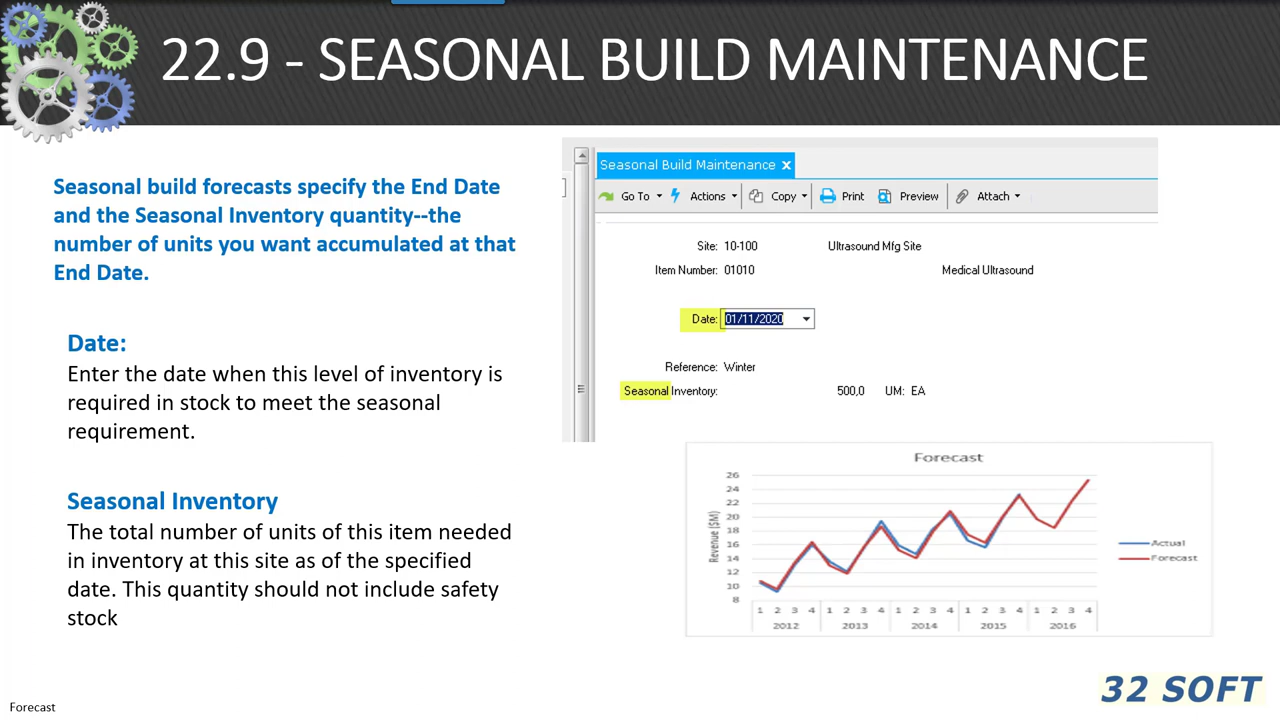 22.9 - SEASONAL BUILD MAINTENANCE
Seasonal build forecasts specify the End Date
and the Seasonal Inventory quantity--the
number of units you want accumulated at that
End Date.
Date:
Enter the date when this level of inventory is
required in stock to meet the seasonal
requirement.
Seasonal Inventory
The total number of units of this item needed
in inventory at this site as of the specified
date. This quantity should not include safety
stock
Seasonal Build Maintenance x
Go To Actions Copy Print Preview Attach
Site: 10-100 Ultrasound Mfg Site
Item Number: 01010 Medical Ultrasound
Date: 01/11/2020
Reference: Winter
Seasonal Inventory: 500,0 UM: EA
Forecast
Revenue ($M)
26
24
22
20
18
16
14
12
10
8
1 2 3 4 1 2 3 4 1 2 3 4 1 2 3 4 1 2 3 4
2012 2013 2014 2015 2016
Actual
Forecast
32 SOFT
Forecast